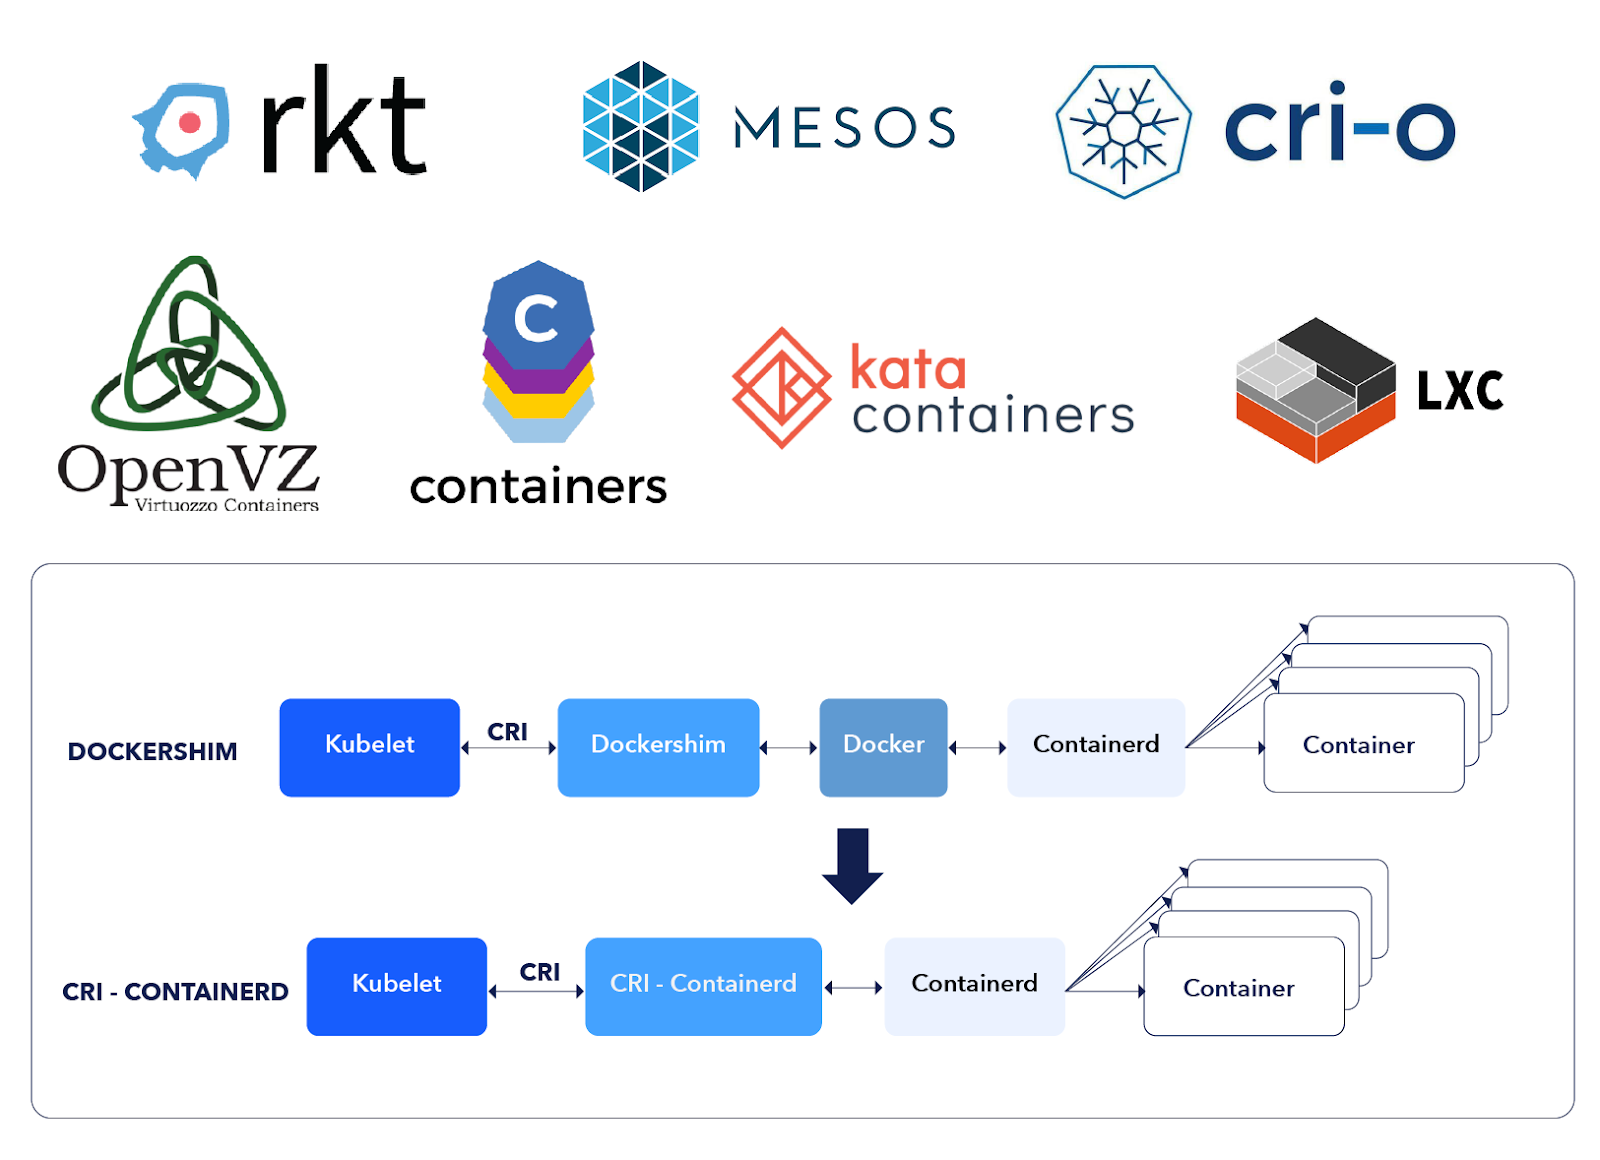 rkt
MESOS
cri-o
OpenVZ
Virtuozzo Containers
C
containers
kata
containers
LXC
DOCKERSHIM
Kubelet
CRI
Dockershim
Docker
Containerd
Container
CRI - CONTAINERD
Kubelet
CRI
CRI - Containerd
Containerd
Container